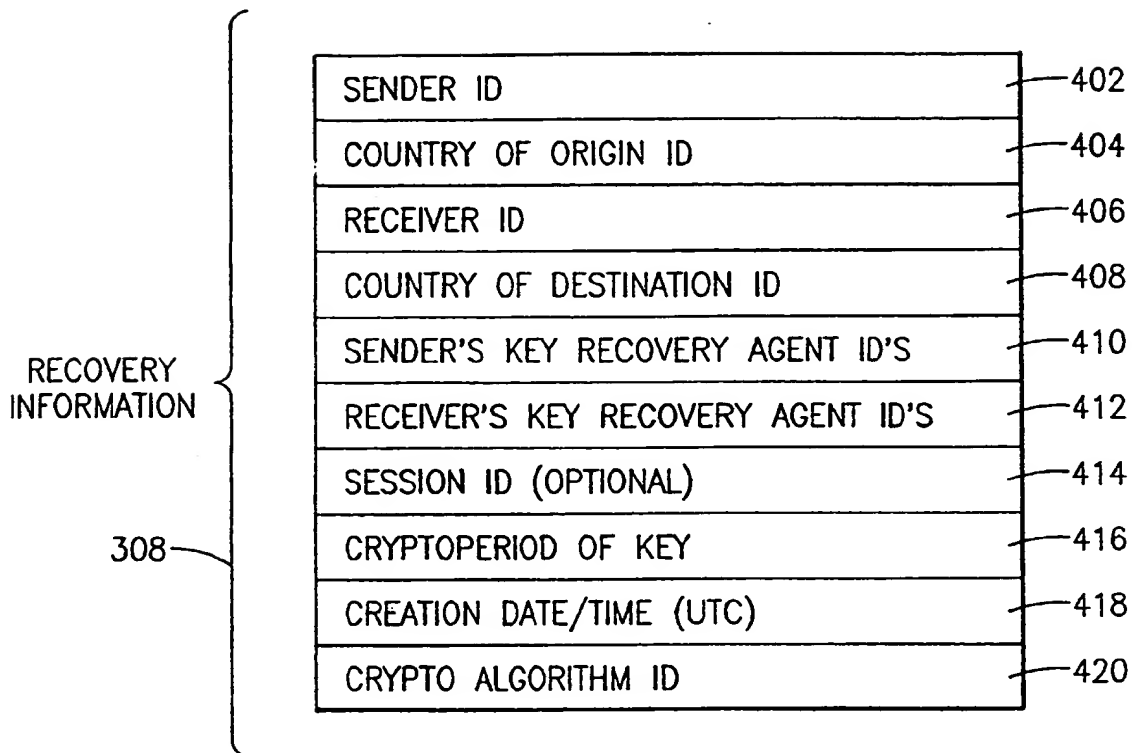 SENDER ID 402
COUNTRY OF ORIGIN ID 404
RECEIVER ID 406
COUNTRY OF DESTINATION ID 408
SENDER'S KEY RECOVERY AGENT ID'S 410
RECOVERY
INFORMATION
RECEIVER'S KEY RECOVERY AGENT ID'S 412
SESSION ID (OPTIONAL) 414
308
CRYPTOPERIOD OF KEY 416
CREATION DATE/TIME (UTC) 418
CRYPTO ALGORITHM ID 420